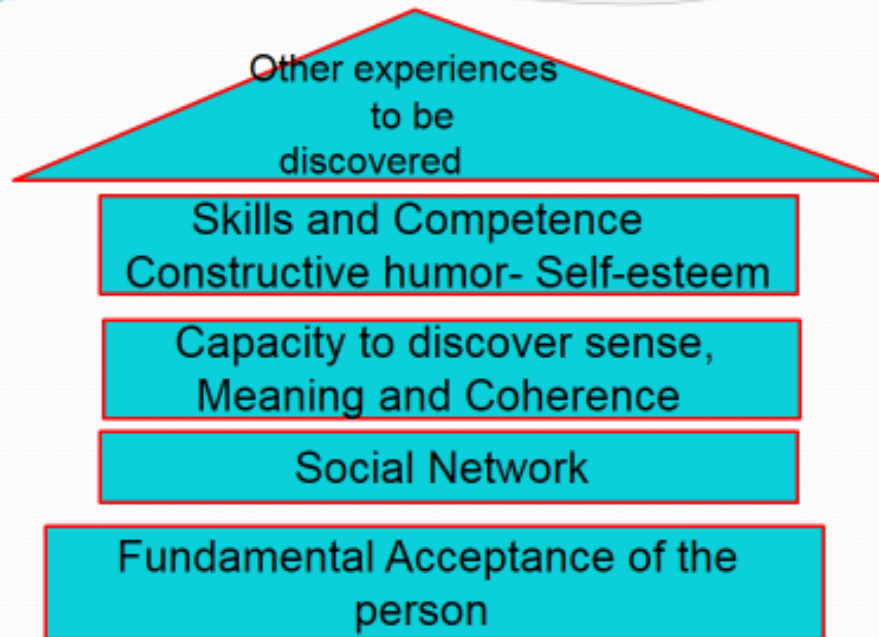 Other experiences
to be
discovered
Skills and Competence
Constructive humor- Self-esteem
Capacity to discover sense,
Meaning and Coherence
Social Network
Fundamental Acceptance of the
person